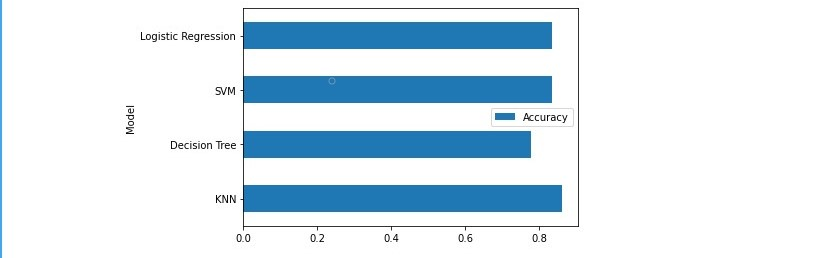 Logistic Regression
SVM
Accuracy
Model
Decision Tree
KNN
0.0 0.2 0.4 0.6 0.8